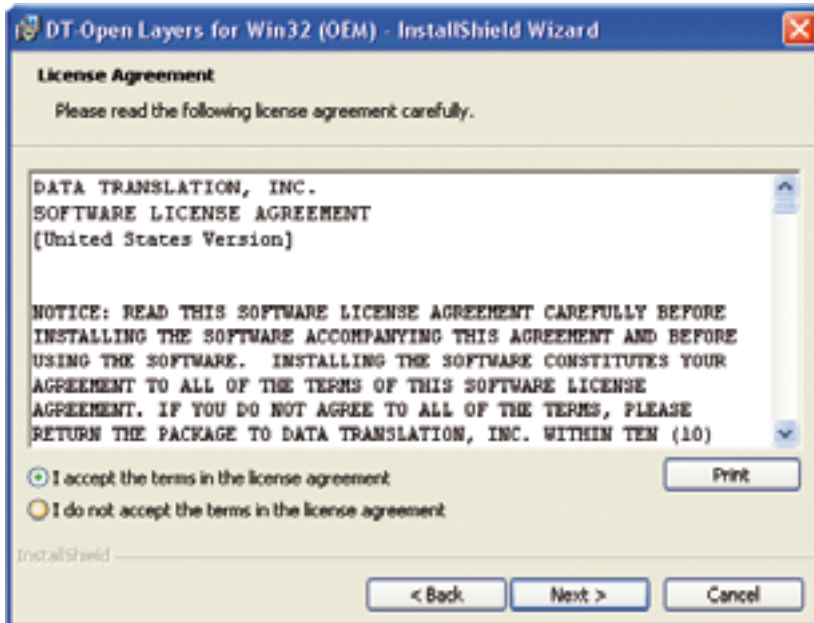 DT-Open Layers for Win32 (OEM) - InstallShield Wizard
License Agreement
Please read the following license agreement carefully.
DATA TRANSLATION, INC.
SOFTWARE LICENSE AGREEMENT
[United States Version]
NOTICE: READ THIS SOFTWARE LICENSE AGREEMENT CAREFULLY BEFORE
INSTALLING THE SOFTWARE ACCOMPANYING THIS AGREEMENT AND BEFORE
USING THE SOFTWARE. INSTALLING THE SOFTWARE CONSTITUTES YOUR
AGREEMENT TO ALL OF THE TERMS OF THIS SOFTWARE LICENSE
AGREEMENT. IF YOU DO NOT AGREE TO ALL OF THE TERMS, PLEASE
RETURN THE PACKAGE TO DATA TRANSLATION, INC. WITHIN TEN (10)
I accept the terms in the license agreement
Print
I do not accept the terms in the license agreement
InstallShield
< Back
Next >
Cancel